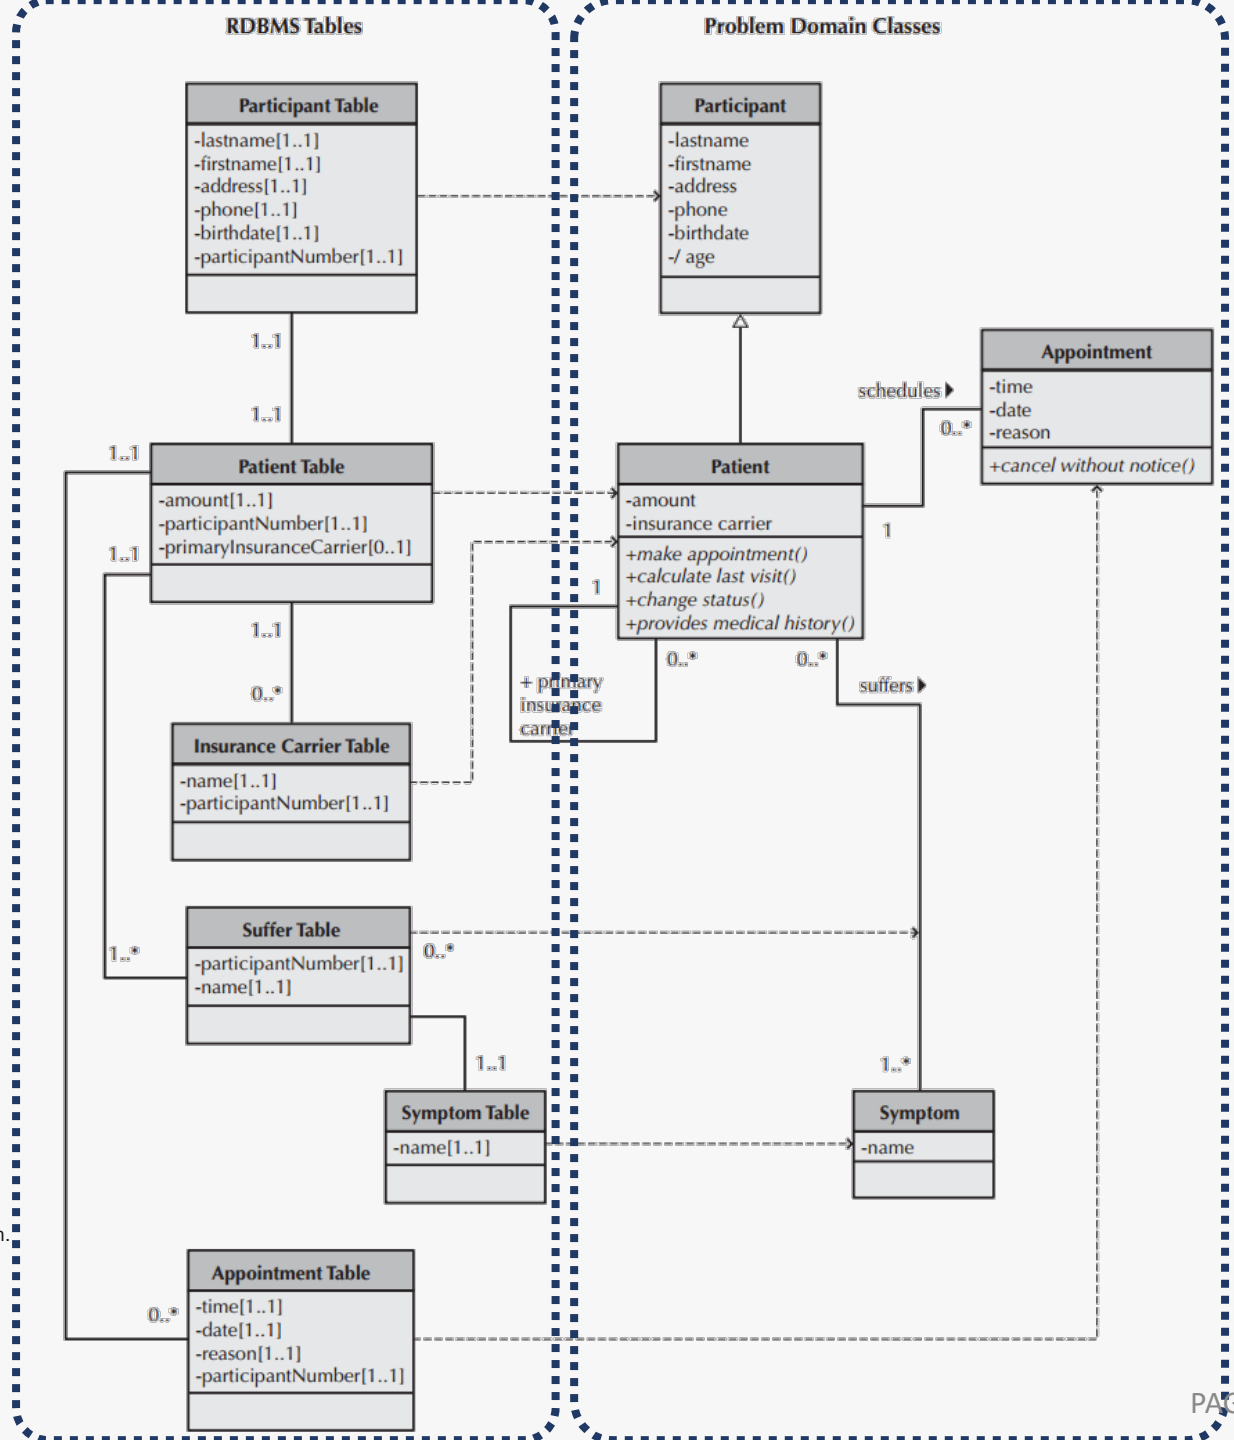 RDBMS Tables
Participant Table
-lastname[1..1]
-firstname[1..1]
-address[1..1]
-phone[1..1]
-birthdate[1..1]
-participantNumber[1..1]
1..1
1..1
1..1
Patient Table
-amount[1..1]
-participantNumber[1..1]
-primaryInsuranceCarrier[0..1]
1..1
1..1
0..*
Insurance Carrier Table
-name[1..1]
-participantNumber[1..1]
Suffer Table
-participantNumber[1..1]
-name[1..1]
1..*
0..*
1..1
Symptom Table
-name[1..1]
Appointment Table
-time[1..1]
-date[1..1]
-reason[1..1]
-participantNumber[1..1]
0..*
Problem Domain Classes
Participant
-lastname
-firstname
-address
-phone
-birthdate
-/ age
Appointment
-time
-date
-reason
+cancel without notice()
schedules
0..*
1
Patient
-amount
-insurance carrier
+make appointment()
+calculate last visit()
+change status()
+provides medical history()
1
0..*
+ primary
insurance
carrier
0..*
suffers
1..*
Symptom
-name